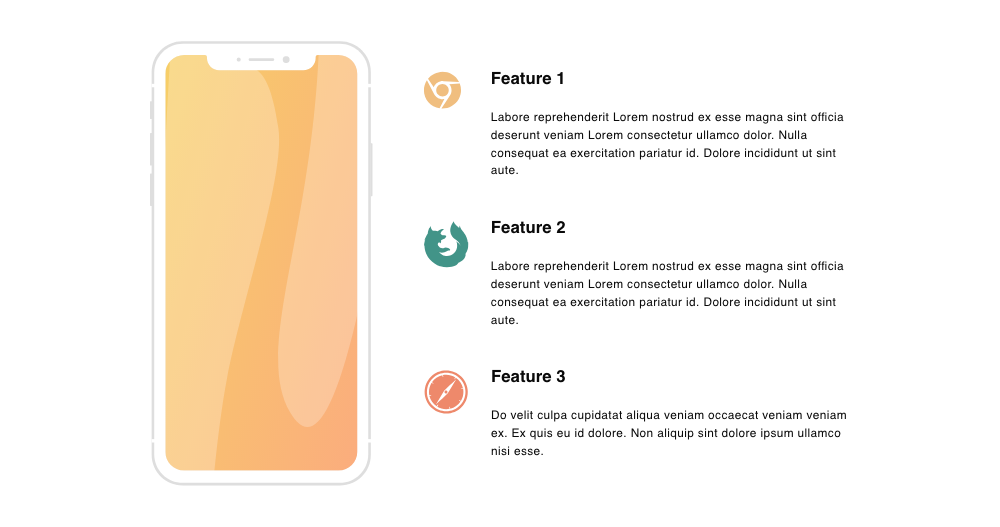 Feature 1
Labore reprehenderit Lorem nostrud ex esse magna sint officia
deserunt veniam Lorem consectetur ullamco dolor. Nulla
consequat ea exercitation pariatur id. Dolore incididunt ut sint
aute.
Feature 2
Labore reprehenderit Lorem nostrud ex esse magna sint officia
deserunt veniam Lorem consectetur ullamco dolor. Nulla
consequat ea exercitation pariatur id. Dolore incididunt ut sint
aute.
Feature 3
Do velit culpa cupidatat aliqua veniam occaecat veniam veniam
ex. Ex quis eu id dolore. Non aliquip sint dolore ipsum ullamco
nisi esse.